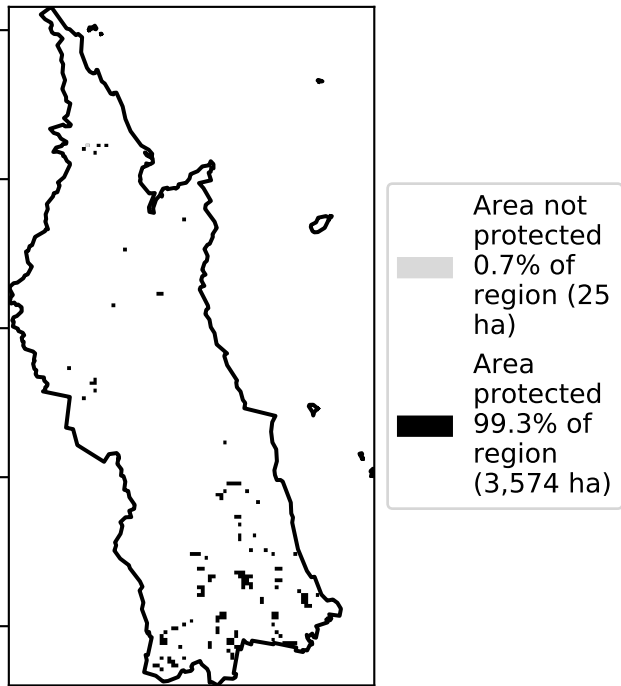 Area not
protected
0.7% of
region (25
ha)
Area
protected
99.3% of
region
(3,574 ha)